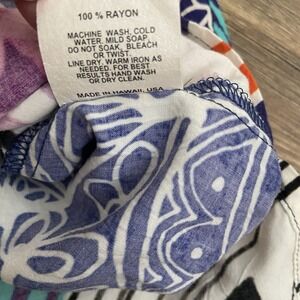 100 % RAYON
MACHINE WASH, COLD
WATER. MILD SOAP.
DO NOT SOAK, BLEACH
OR TWIST.
LINE DRY. WARM IRON AS
NEEDED. FOR BEST
RESULTS HAND WASH
OR DRY CLEAN.
MADE IN HAWAII, USA